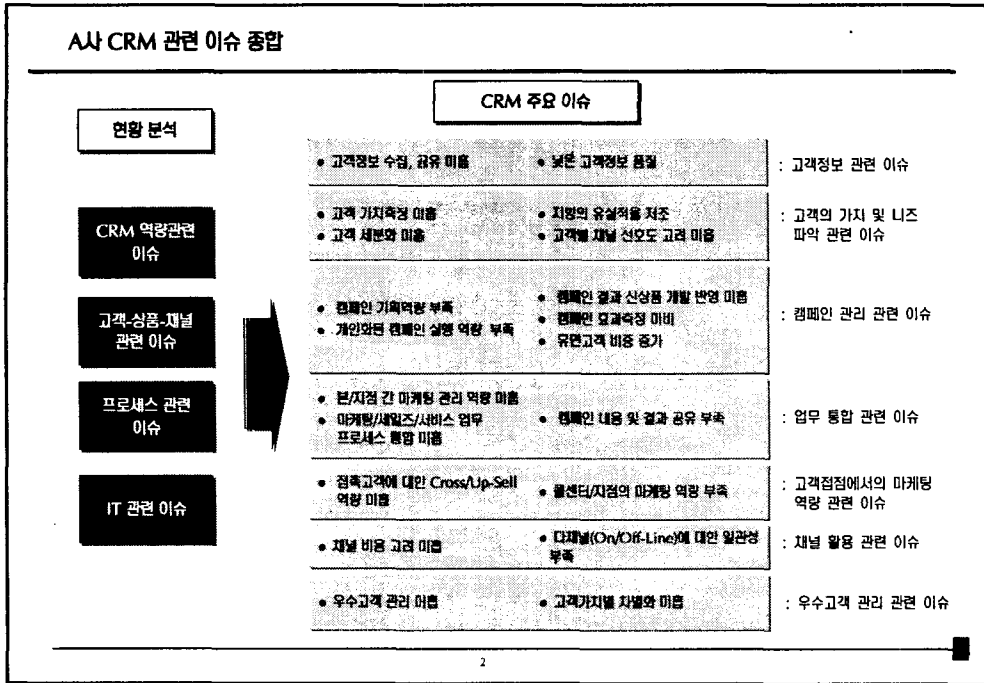 A사 CRM 관련 이슈 종합
현황 분석
CRM 주요 이슈
CRM 역량관련
이슈
고객-상품-채널
관련 이슈
프로세스 관련
이슈
IT 관련 이슈
• 고객정보 수집, 공유 미흡
• 낮은 고객정보 품질
: 고객정보 관련 이슈
• 고객 가치측정 미흡
• 고객 세분화 미흡
• 지망의 유실적율 저조
• 고객별 채널 선호도 고려 미흡
: 고객의 가치 및 니즈
파악 관련 이슈
• 캠페인 기획역량 부족
• 개인화된 캠페인 실행 역량 부족
• 캠페인 결과 신상품 개발 반영 미흡
• 캠페인 효과측정 미비
• 휴면고객 비중 증가
: 캠페인 관리 관련 이슈
• 본/지점 간 마케팅 관리 역량 미흡
• 마케팅/세일즈/서비스 업무
프로세스 통합 미흡
• 캠페인 내용 및 결과 공유 부족
: 업무 통합 관련 이슈
• 접촉고객에 대한 Cross/Up-Sell
역량 미흡
• 콜센터/지점의 마케팅 역량 부족
: 고객접점에서의 마케팅
역량 관련 이슈
• 채널 비용 고려 미흡
• 다채널(On/Off-Line)에 대한 일관성
부족
: 채널 활용 관련 이슈
• 우수고객 관리 미흡
• 고객가치별 차별화 미흡
: 우수고객 관리 관련 이슈
2